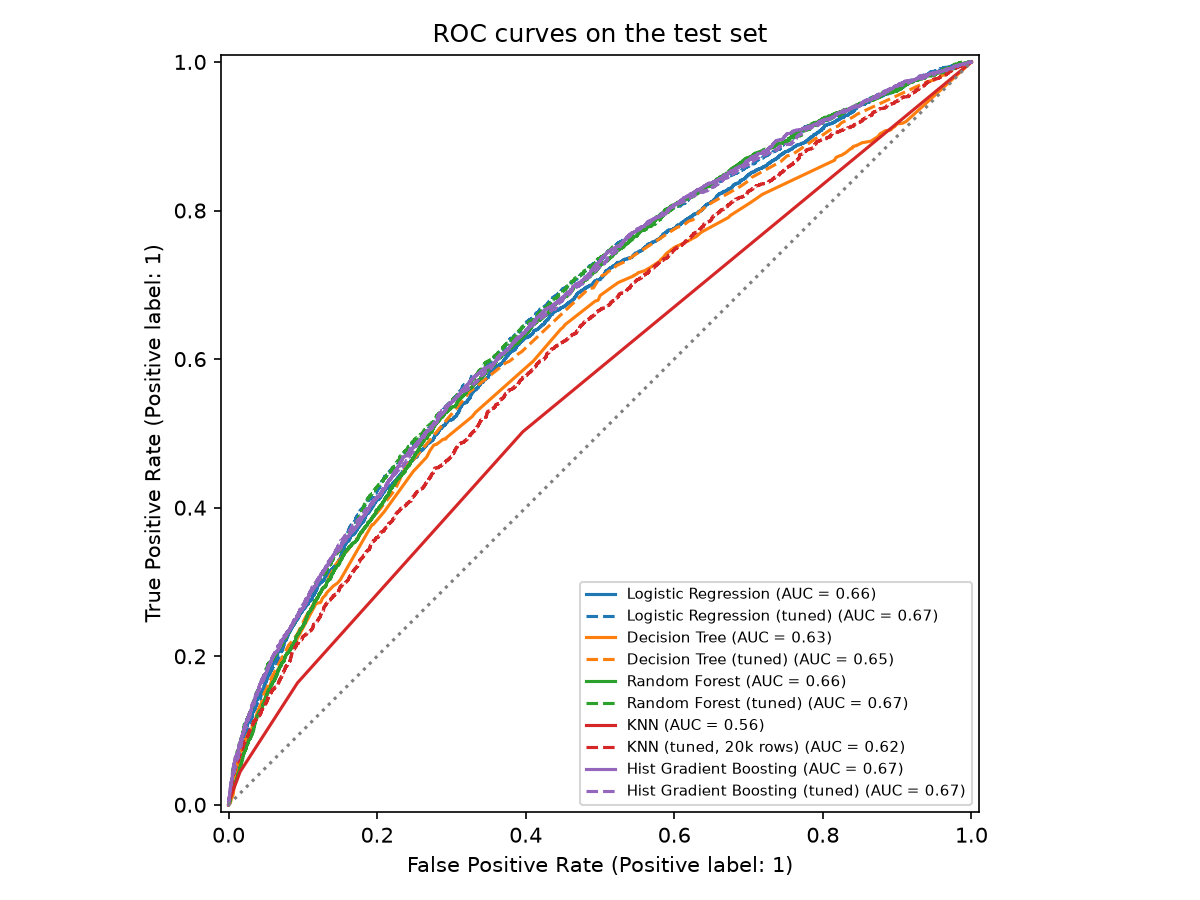 ROC curves on the test set
1.0
0.8
0.6
0.4
0.2
0.0
True Positive Rate (Positive label: 1)
0.0 0.2 0.4 0.6 0.8 1.0
False Positive Rate (Positive label: 1)
Logistic Regression (AUC = 0.66)
Logistic Regression (tuned) (AUC = 0.67)
Decision Tree (AUC = 0.63)
Decision Tree (tuned) (AUC = 0.65)
Random Forest (AUC = 0.66)
Random Forest (tuned) (AUC = 0.67)
KNN (AUC = 0.56)
KNN (tuned, 20k rows) (AUC = 0.62)
Hist Gradient Boosting (AUC = 0.67)
Hist Gradient Boosting (tuned) (AUC = 0.67)